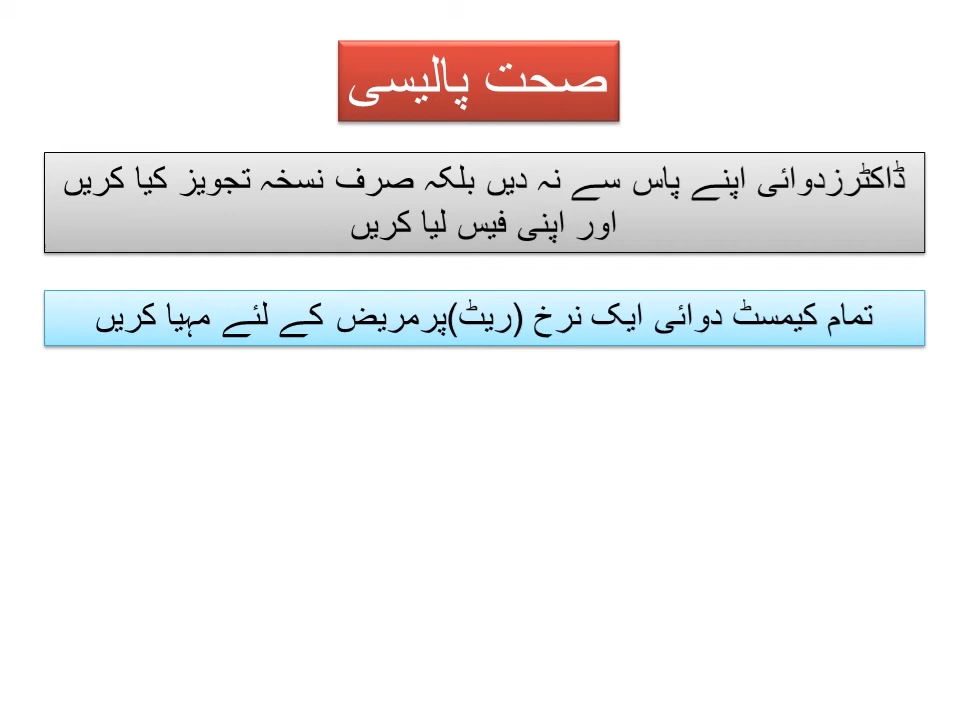 صحت پالیسی
ڈاکٹرزدوائی اپنے پاس سے نہ دیں بلکہ صرف نسخہ تجویز کیا کریں
اور اپنی فیس لیا کریں
تمام کیمسٹ دوائی ایک نرخ (ریٹ)پرمریض کے لئے مہیا کریں